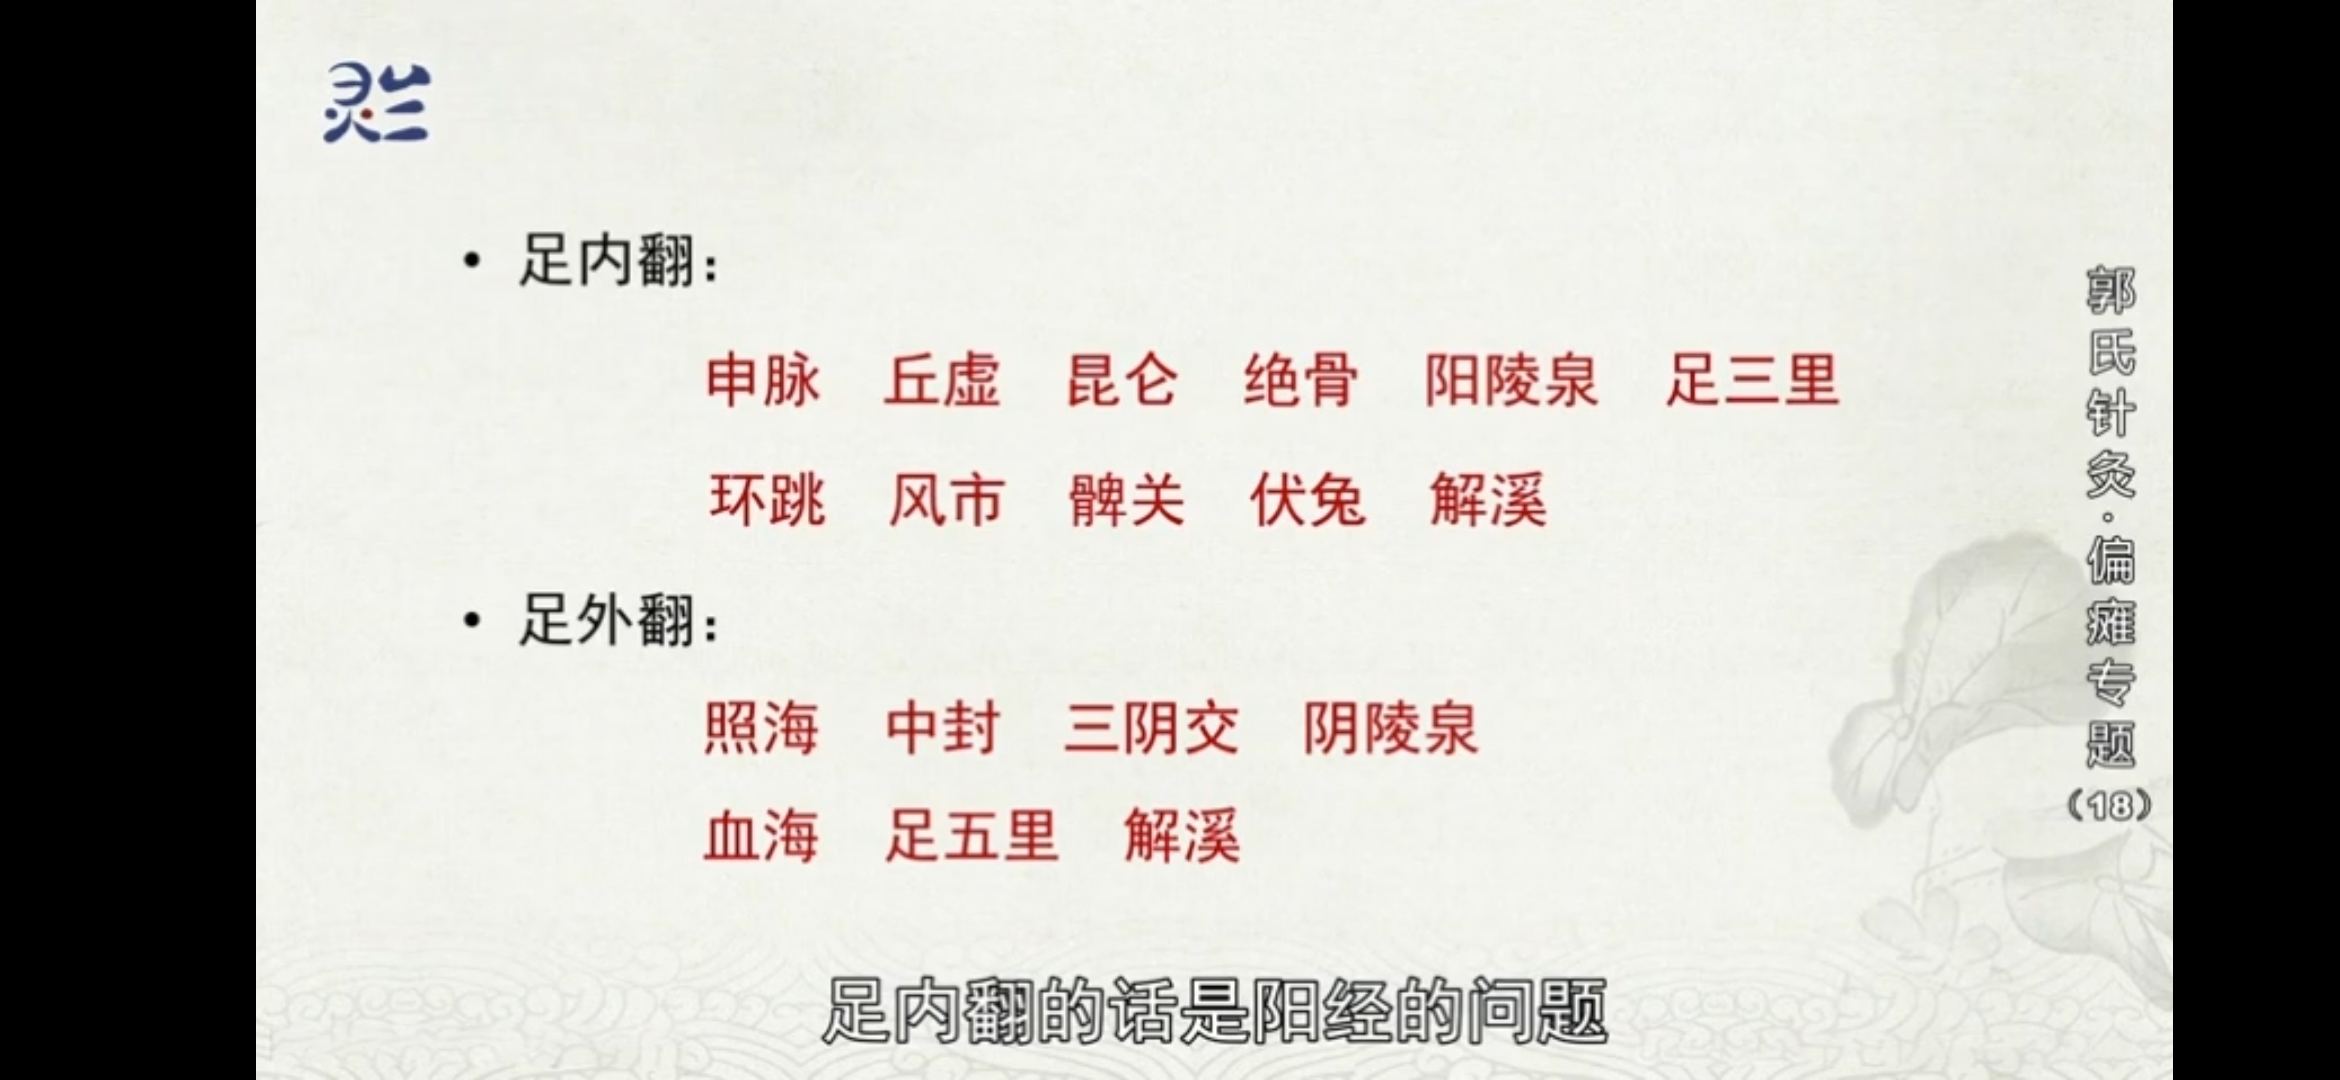 • 足内翻：
申脉 丘虚 昆仑 绝骨 阳陵泉 足三里
环跳 风市 髀关 伏兔 解溪
• 足外翻：
照海 中封 三阴交 阴陵泉
血海 足五里 解溪
足内翻的话是阳经的问题
郭氏针灸·偏瘫专题（18）